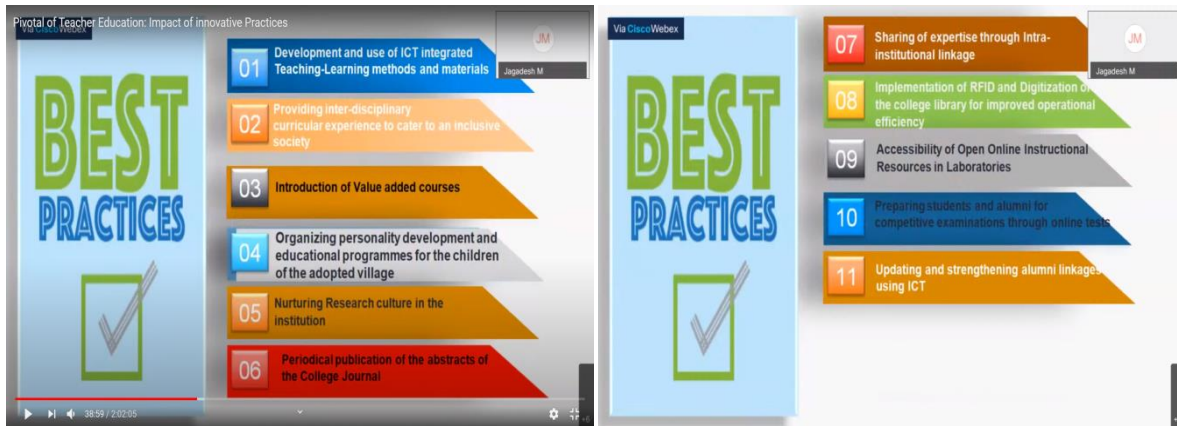 Pivotal of Teacher Education: Impact of innovative Practices
Via Cisco Webex
JM
Jagadesh M
BEST
PRACTICES
01
Development and use of ICT integrated
Teaching-Learning methods and materials
02
Providing inter-disciplinary
curricular experience to cater to an inclusive
society
03
Introduction of Value added courses
04
Organizing personality development and
educational programmes for the children
of the adopted village
05
Nurturing Research culture in the
institution
06
Periodical publication of the abstracts of
the College Journal
38:59 / 2:02:05
Via Cisco Webex
JM
Jagadesh M
BEST
PRACTICES
07
Sharing of expertise through Intra-
institutional linkage
08
Implementation of RFID and Digitization of
the college library for improved operational
efficiency
09
Accessibility of Open Online Instructional
Resources in Laboratories
10
Preparing students and alumni for
competitive examinations through online tests
11
Updating and strengthening alumni linkages
using ICT